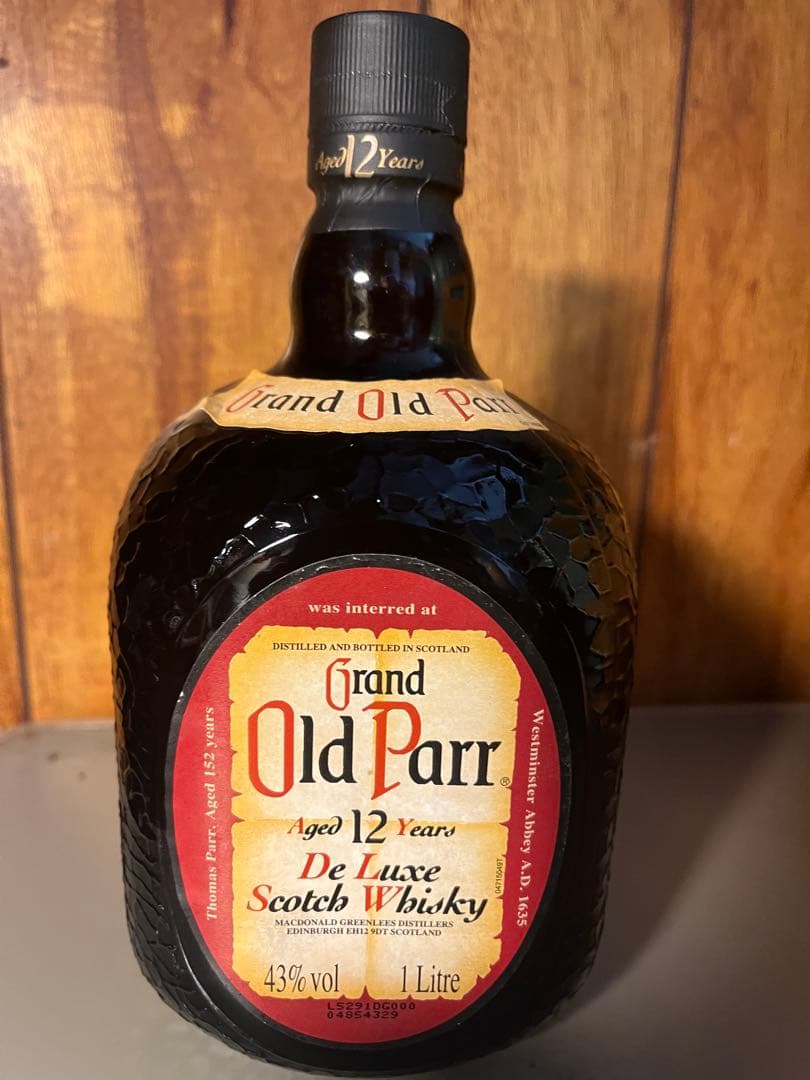 Aged 12 Years
Grand Old Parr
was interred at
Thomas Parr. Aged 152 years
Westminster Abbey A.D. 1635
DISTILLED AND BOTTLED IN SCOTLAND
Grand
Old Parr®
Aged 12 Years
De Luxe
Scotch Whisky
MACDONALD GREENLEES DISTILLERS
EDINBURGH EH12 9DT SCOTLAND
43% vol 1 Litre
L5291DG000
04854329